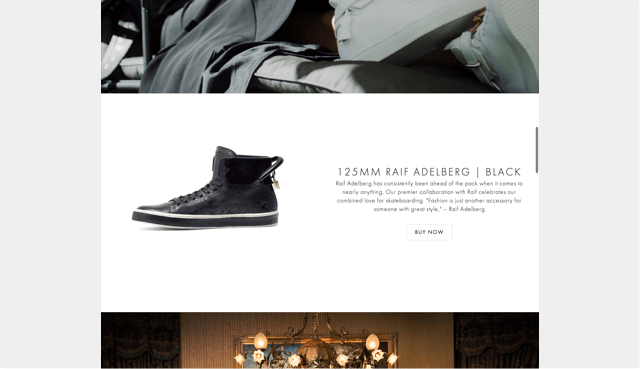 125MM RAIF ADELBERG | BLACK
Raif Adelberg has consistently been ahead of the pack when it comes to
nearly anything. Our premier collaboration with Raif celebrates our
combined love for skateboarding. "Fashion is just another accessory for
someone with great style," – Raif Adelberg
BUY NOW